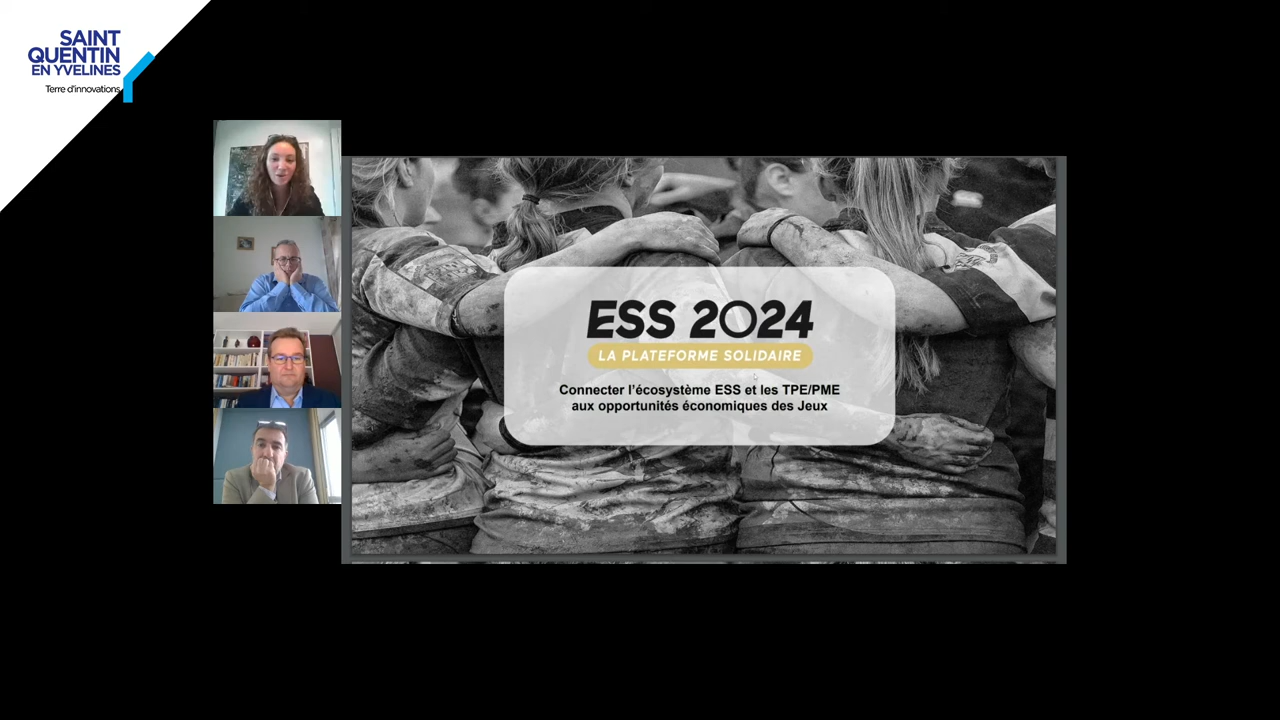 SAINT
QUENTIN
EN YVELINES
Terre d'innovations
ESS 2024
LA PLATEFORME SOLIDAIRE
Connecter l'écosystème ESS et les TPE/PME
aux opportunités économiques des Jeux